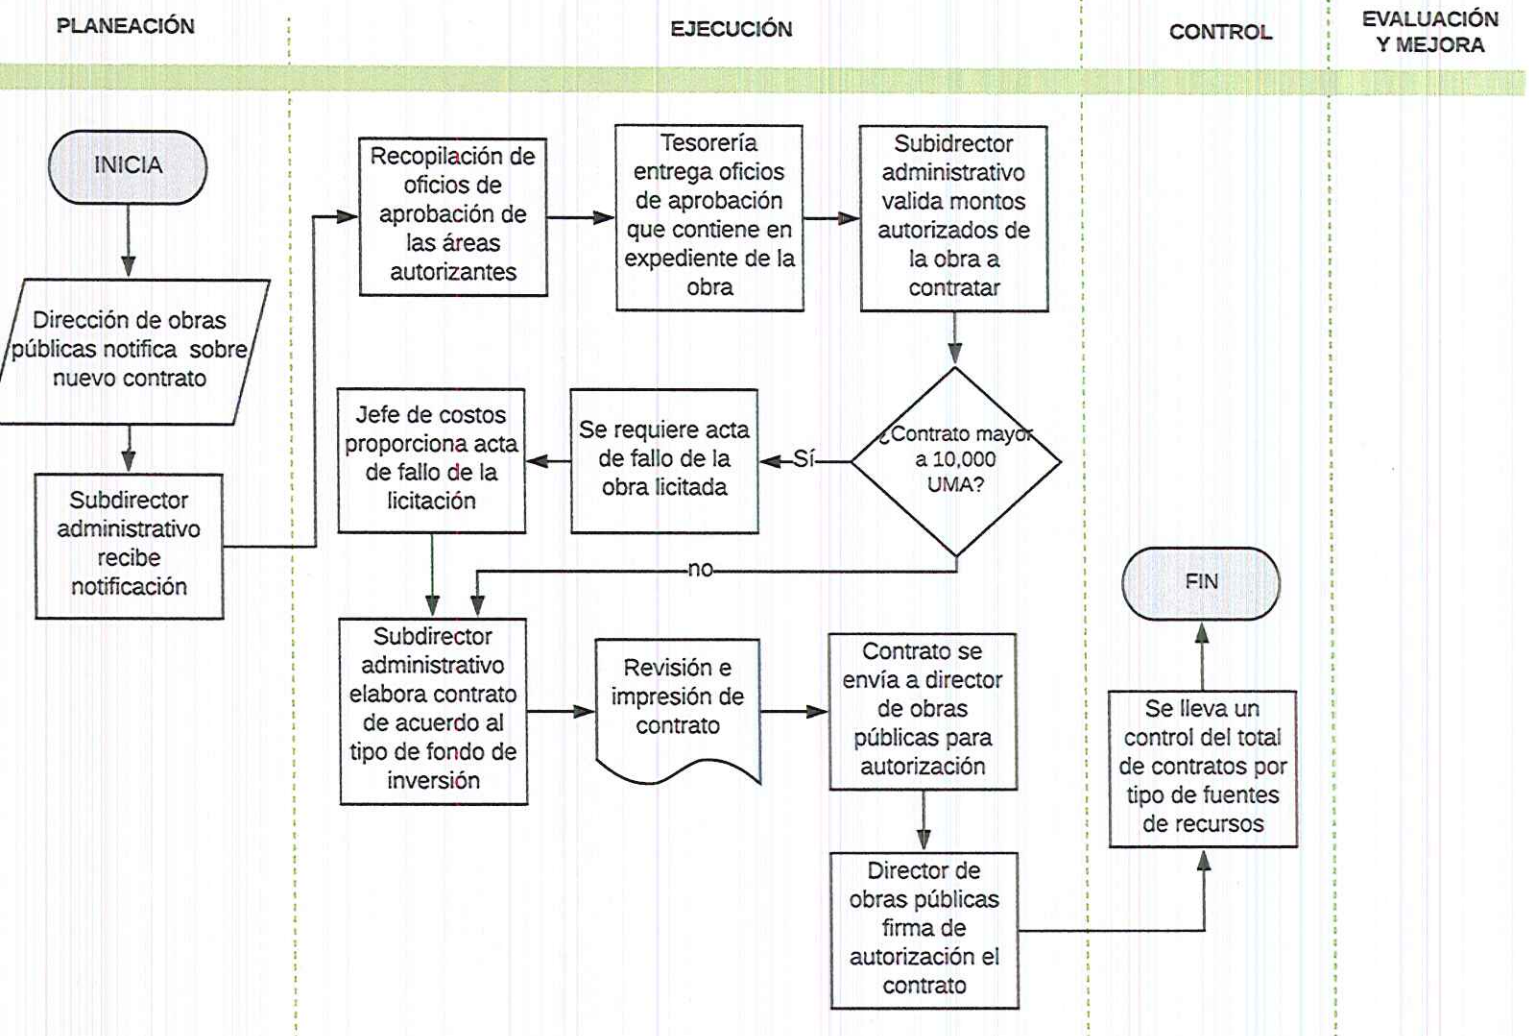 PLANEACIÓN
EJECUCIÓN
CONTROL
EVALUACIÓN
Y MEJORA
INICIA
Dirección de obras
públicas notifica sobre
nuevo contrato
Subdirector
administrativo
recibe
notificación
Recopilación de
oficios de
aprobación de
las áreas
autorizantes
Tesorería
entrega oficios
de aprobación
que contiene en
expediente de la
obra
Subidrector
administrativo
valida montos
autorizados de
la obra a
contratar
¿Contrato mayor
a 10,000
UMA?
Sí
Se requiere acta
de fallo de la
obra licitada
Jefe de costos
proporciona acta
de fallo de la
licitación
no
Subdirector
administrativo
elabora contrato
de acuerdo al
tipo de fondo de
inversión
Revisión e
impresión de
contrato
Contrato se
envía a director
de obras
públicas para
autorización
Director de
obras públicas
firma de
autorización el
contrato
Se lleva un
control del total
de contratos por
tipo de fuentes
de recursos
FIN